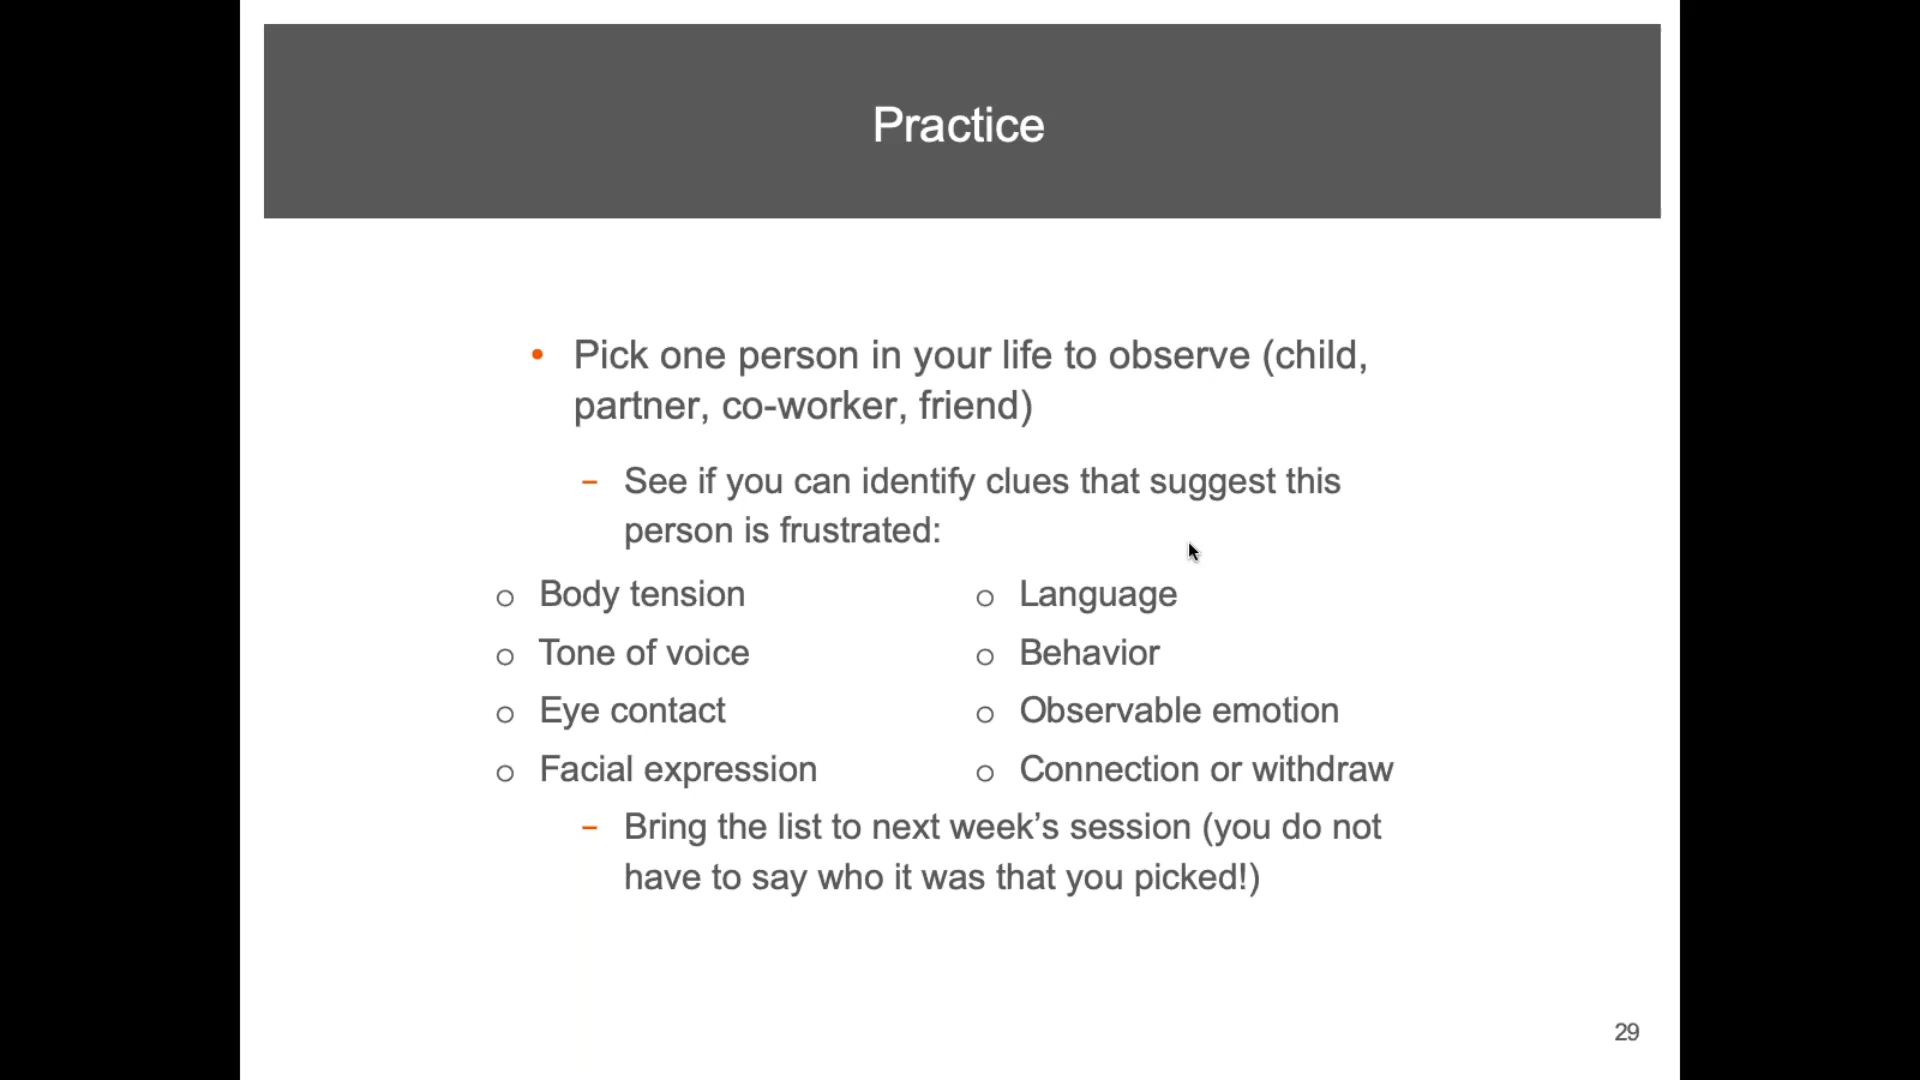 Practice
• Pick one person in your life to observe (child,
partner, co-worker, friend)
– See if you can identify clues that suggest this
person is frustrated:
o Body tension
o Tone of voice
o Eye contact
o Facial expression
o Language
o Behavior
o Observable emotion
o Connection or withdraw
– Bring the list to next week’s session (you do not
have to say who it was that you picked!)
29